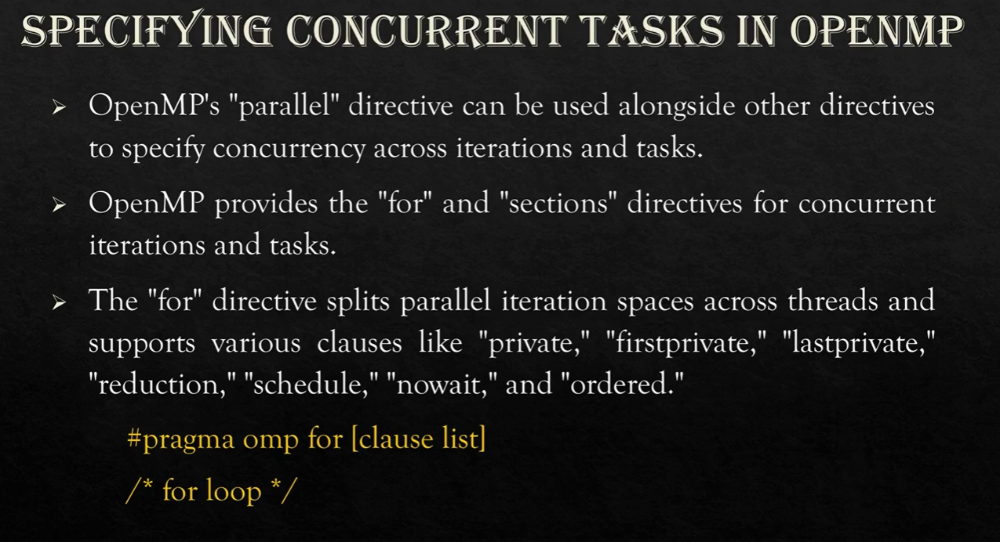 SPECIFYING CONCURRENT TASKS IN OPENMP
➢ OpenMP's "parallel" directive can be used alongside other directives
to specify concurrency across iterations and tasks.
➢ OpenMP provides the "for" and "sections" directives for concurrent
iterations and tasks.
➢ The "for" directive splits parallel iteration spaces across threads and
supports various clauses like "private," "firstprivate," "lastprivate,"
"reduction," "schedule," "nowait," and "ordered."
#pragma omp for [clause list]
/* for loop */